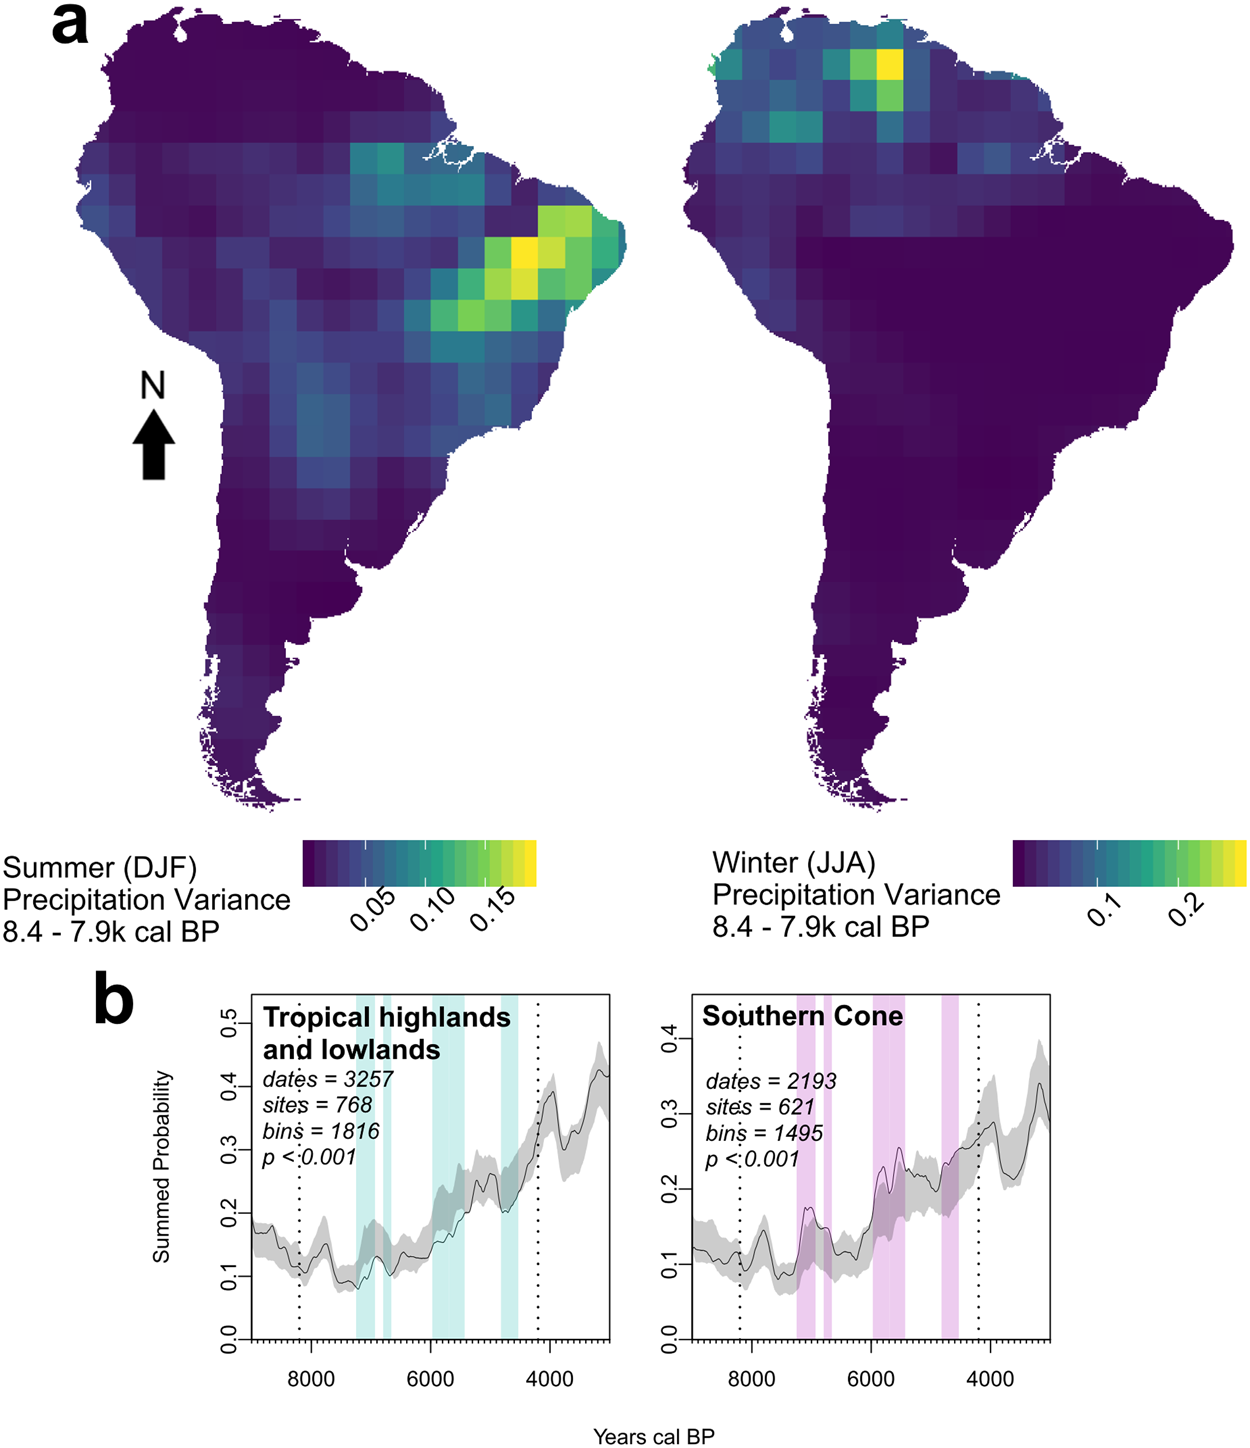 a
N
Summer (DJF)
Precipitation Variance
8.4 - 7.9k cal BP
0.05 0.10 0.15
Winter (JJA)
Precipitation Variance
8.4 - 7.9k cal BP
0.1 0.2
b
Summed Probability
0.0 0.1 0.2 0.3 0.4 0.5
Tropical highlands
and lowlands
dates = 3257
sites = 768
bins = 1816
p < 0.001
8000 6000 4000
0.0 0.1 0.2 0.3 0.4
Southern Cone
dates = 2193
sites = 621
bins = 1495
p < 0.001
8000 6000 4000
Years cal BP